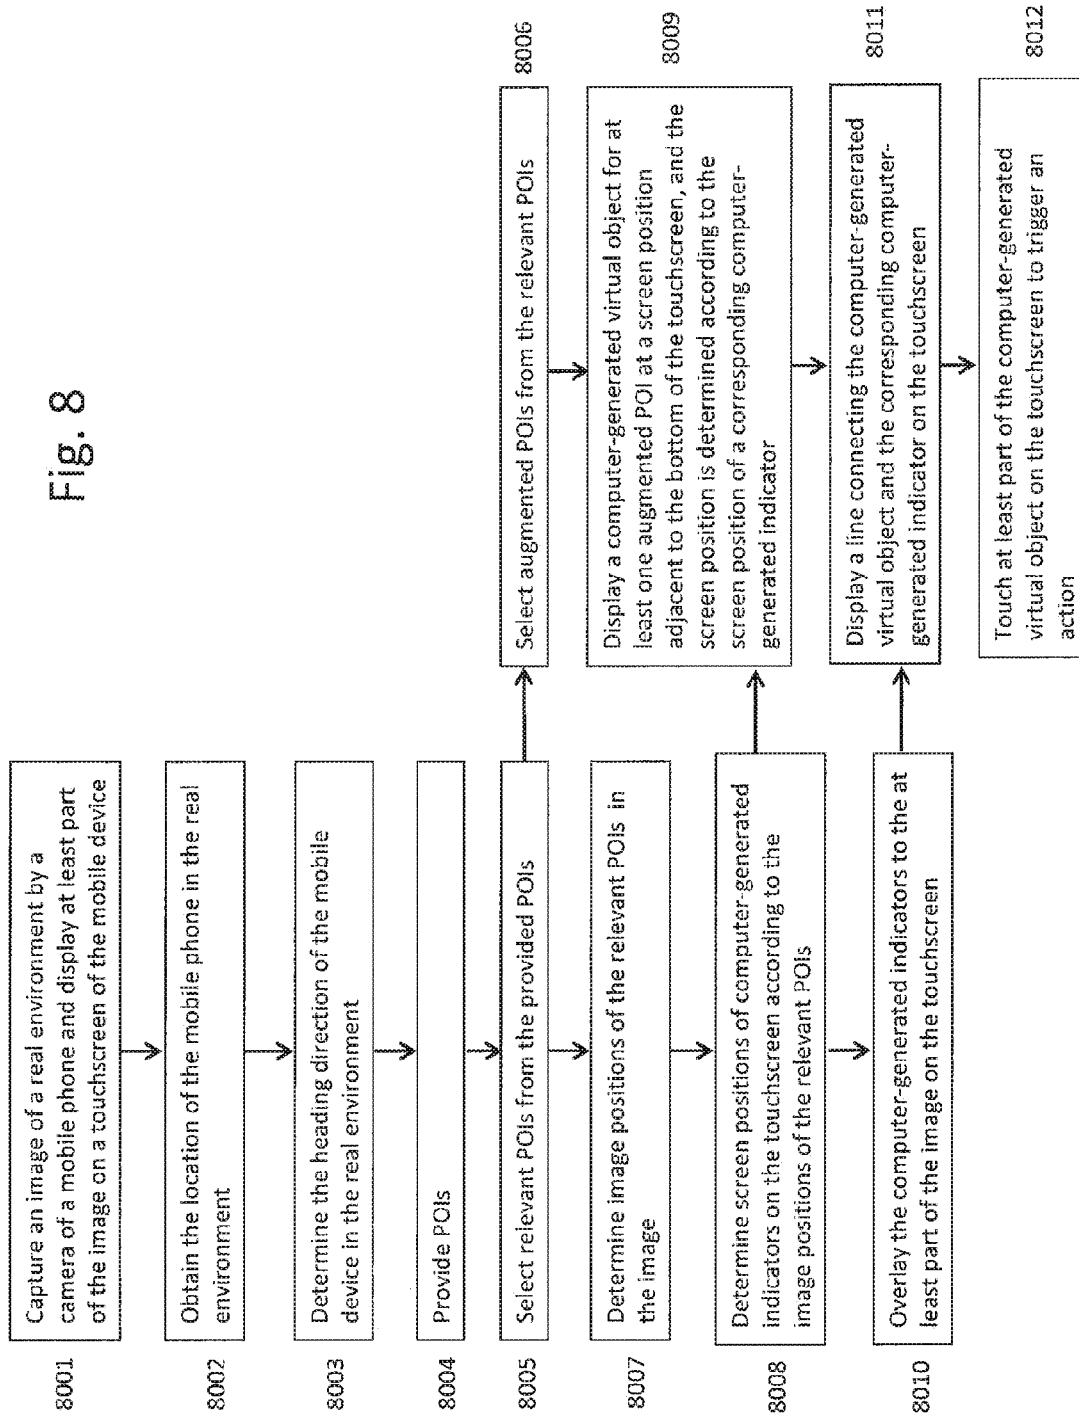 Fig. 8
8001
Capture an image of a real environment by a
camera of a mobile phone and display at least part
of the image on a touchscreen of the mobile device
8002
Obtain the location of the mobile phone in the real
environment
8003
Determine the heading direction of the mobile
device in the real environment
8004
Provide POIs
8005
Select relevant POIs from the provided POIs
8006
Select augmented POIs from the relevant POIs
8007
Determine image positions of the relevant POIs in
the image
8008
Determine screen positions of computer-generated
indicators on the touchscreen according to the
image positions of the relevant POIs
8009
Display a computer-generated virtual object for at
least one augmented POI at a screen position
adjacent to the bottom of the touchscreen, and the
screen position is determined according to the
screen position of a corresponding computer-
generated indicator
8010
Overlay the computer-generated indicators to the at
least part of the image on the touchscreen
8011
Display a line connecting the computer-generated
virtual object and the corresponding computer-
generated indicator on the touchscreen
8012
Touch at least part of the computer-generated
virtual object on the touchscreen to trigger an
action